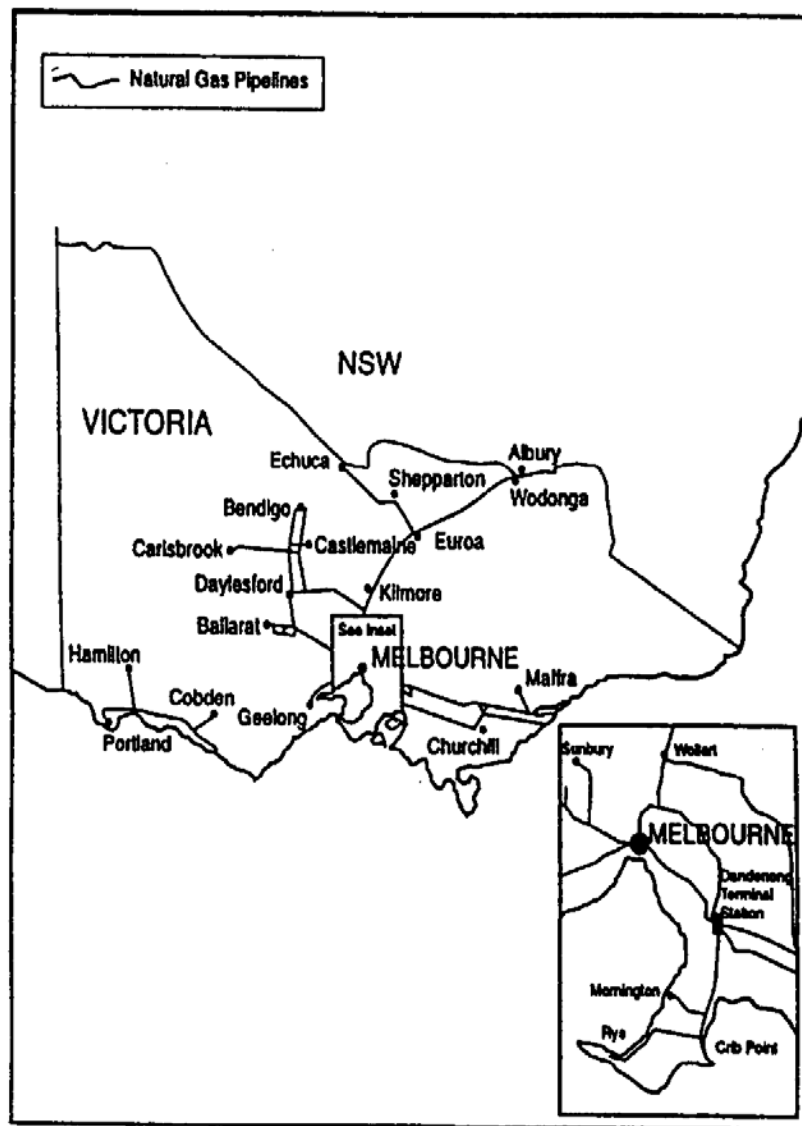 Natural Gas Pipelines
NSW
VICTORIA
Echuca
Albury
Shepparton
Wodonga
Bendigo
Euroa
Carisbrook
Castlemaine
Daylesford
Kilmore
Ballarat
See Inset
MELBOURNE
Hamilton
Maffra
Cobden
Geelong
Churchill
Portland
Sunbury
Wollert
MELBOURNE
Dandenong
Terminal
Station
Mornington
Rye
Crib Point